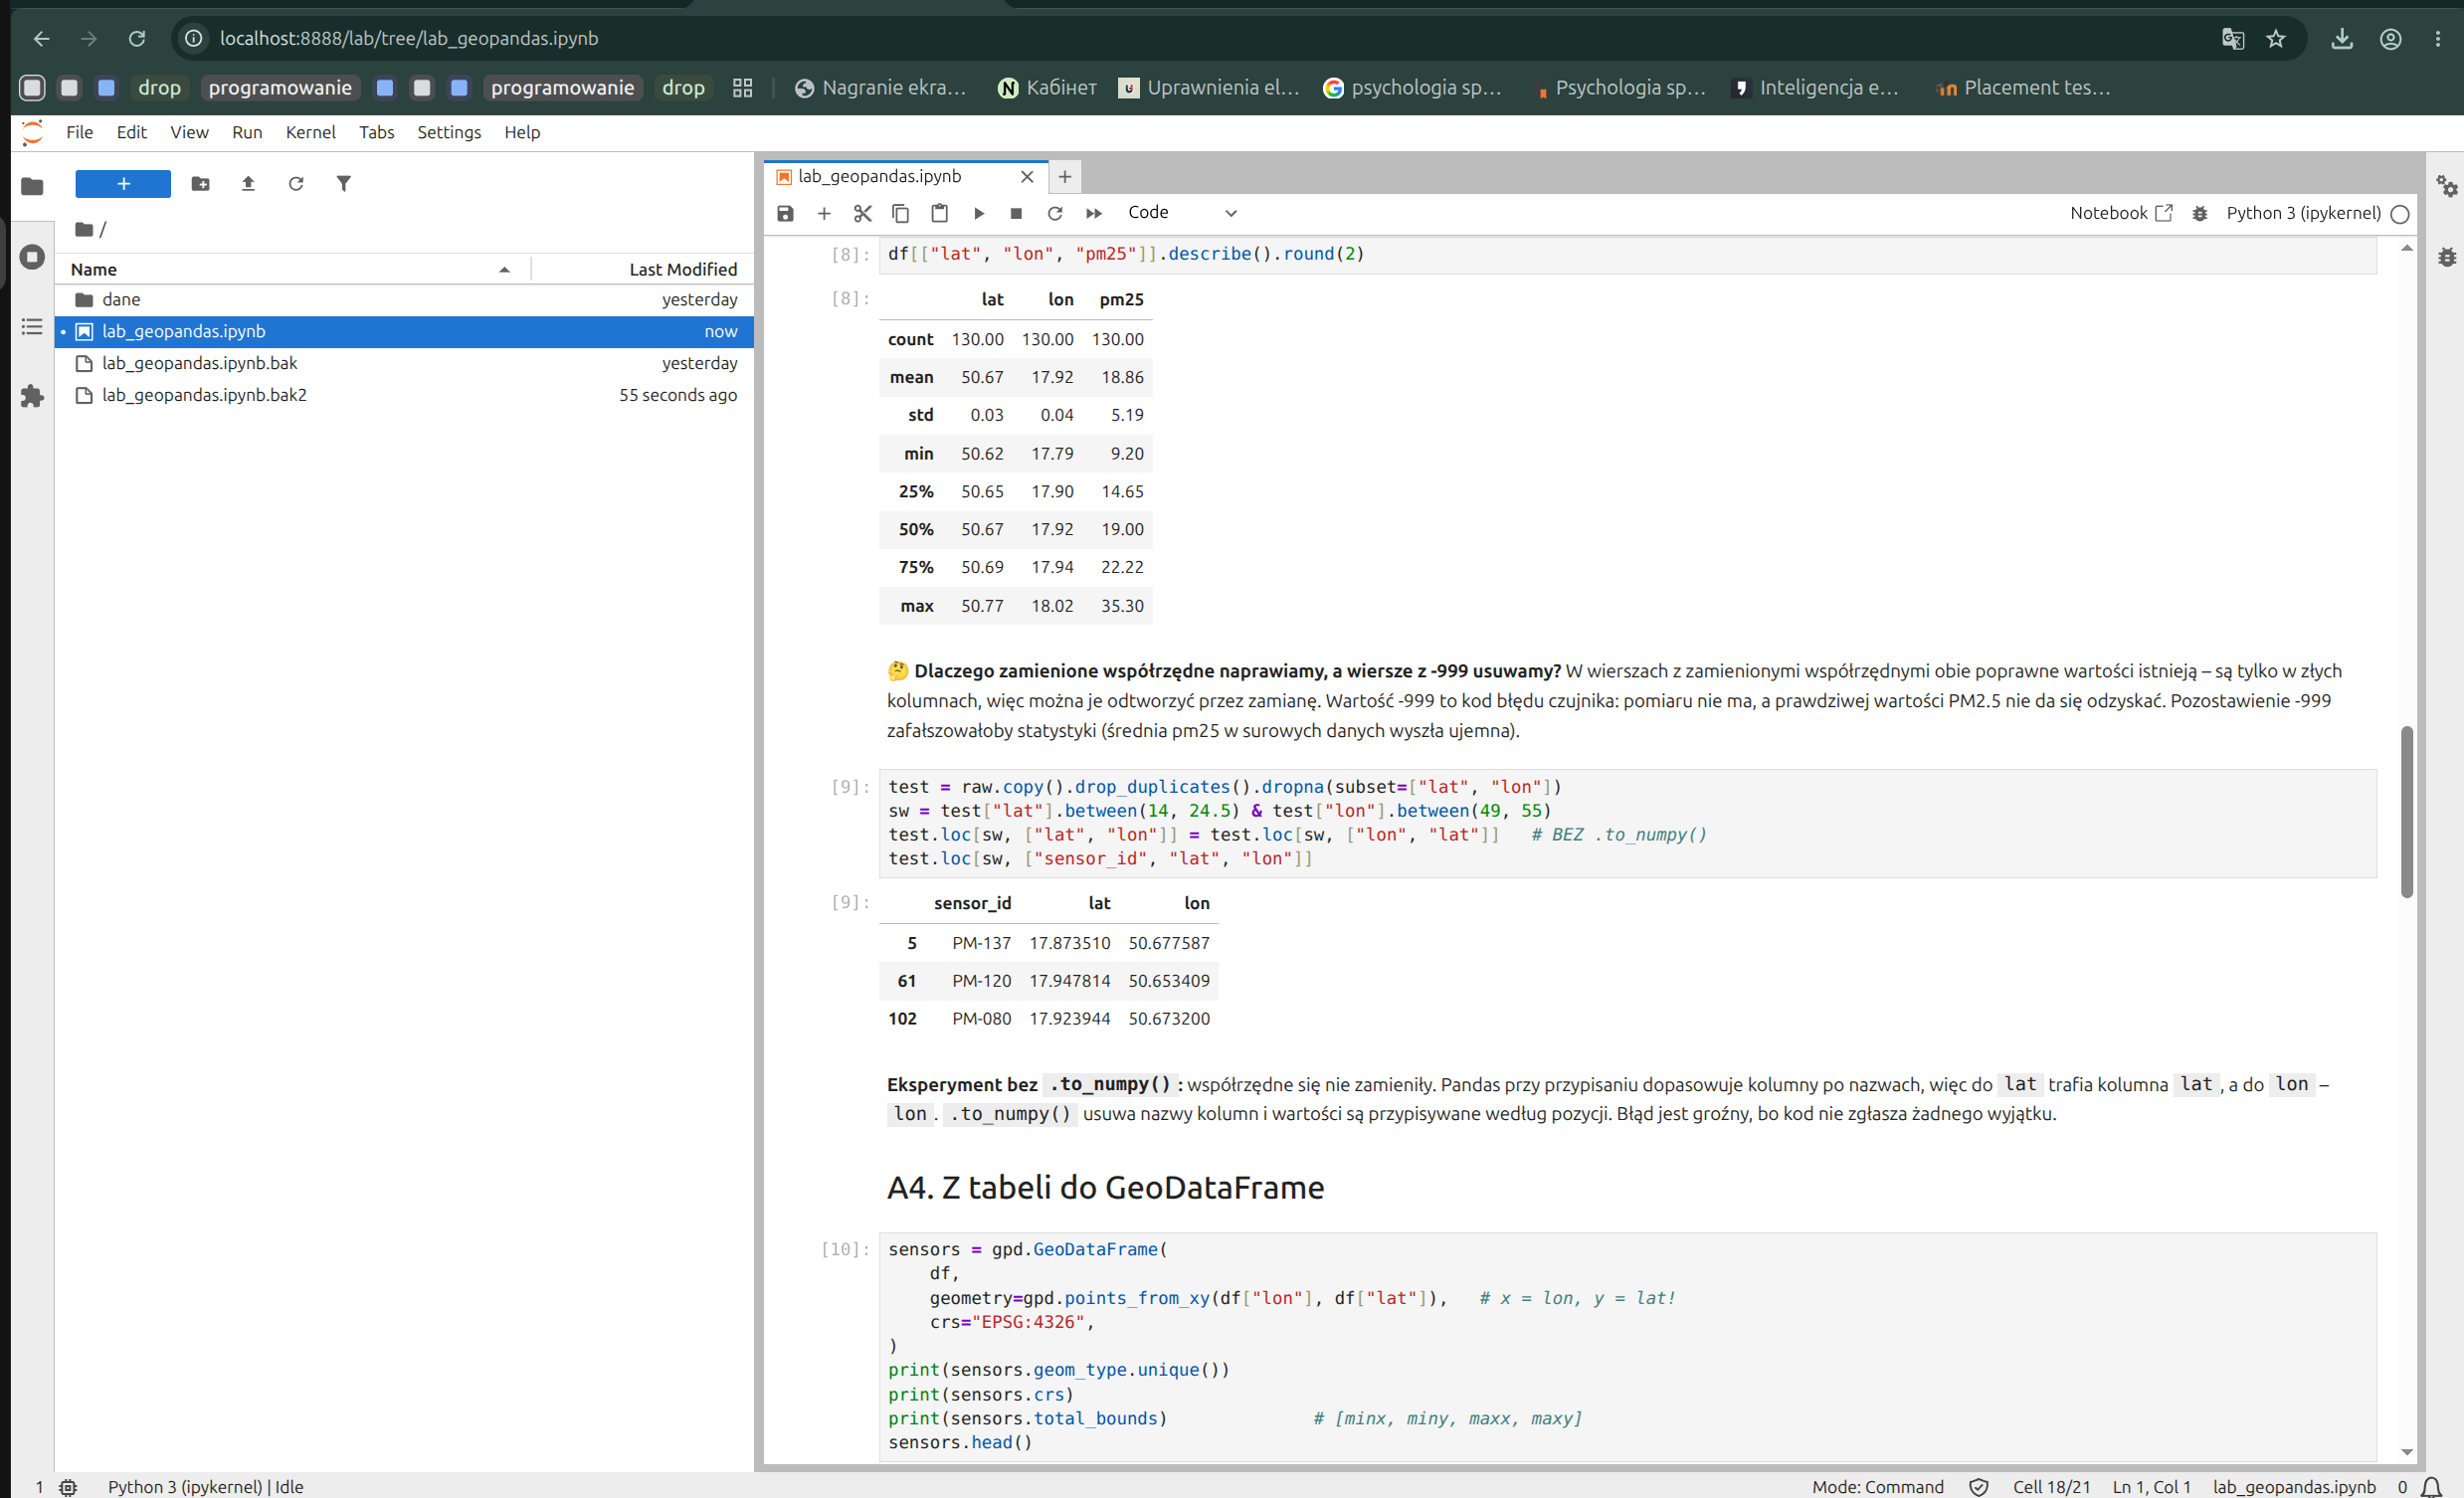 localhost:8888/lab/tree/lab_geopandas.ipynb
drop programowanie programowanie drop Nagranie ekra... Кабінет Uprawnienia el... psychologia sp... Psychologia sp... Inteligencja e... Placement tes...
File Edit View Run Kernel Tabs Settings Help
+
/
Name Last Modified
dane yesterday
lab_geopandas.ipynb now
lab_geopandas.ipynb.bak yesterday
lab_geopandas.ipynb.bak2 55 seconds ago
lab_geopandas.ipynb
Code Notebook Python 3 (ipykernel)
[8]: df[["lat", "lon", "pm25"]].describe().round(2)
[8]: lat lon pm25
count 130.00 130.00 130.00
mean 50.67 17.92 18.86
std 0.03 0.04 5.19
min 50.62 17.79 9.20
25% 50.65 17.90 14.65
50% 50.67 17.92 19.00
75% 50.69 17.94 22.22
max 50.77 18.02 35.30
🤔 Dlaczego zamienione współrzędne naprawiamy, a wiersze z -999 usuwamy? W wierszach z zamienionymi współrzędnymi obie poprawne wartości istnieją – są tylko w złych
kolumnach, więc można je odtworzyć przez zamianę. Wartość -999 to kod błędu czujnika: pomiaru nie ma, a prawdziwej wartości PM2.5 nie da się odzyskać. Pozostawienie -999
zafałszowałoby statystyki (średnia pm25 w surowych danych wyszła ujemna).
[9]: test = raw.copy().drop_duplicates().dropna(subset=["lat", "lon"])
sw = test["lat"].between(14, 24.5) & test["lon"].between(49, 55)
test.loc[sw, ["lat", "lon"]] = test.loc[sw, ["lon", "lat"]]   # BEZ .to_numpy()
test.loc[sw, ["sensor_id", "lat", "lon"]]
[9]: sensor_id lat lon
5 PM-137 17.873510 50.677587
61 PM-120 17.947814 50.653409
102 PM-080 17.923944 50.673200
Eksperyment bez .to_numpy() : współrzędne się nie zamieniły. Pandas przy przypisaniu dopasowuje kolumny po nazwach, więc do lat trafia kolumna lat , a do lon –
lon . .to_numpy() usuwa nazwy kolumn i wartości są przypisywane według pozycji. Błąd jest groźny, bo kod nie zgłasza żadnego wyjątku.
A4. Z tabeli do GeoDataFrame
[10]: sensors = gpd.GeoDataFrame(
df,
geometry=gpd.points_from_xy(df["lon"], df["lat"]),   # x = lon, y = lat!
crs="EPSG:4326",
)
print(sensors.geom_type.unique())
print(sensors.crs)
print(sensors.total_bounds)   # [minx, miny, maxx, maxy]
sensors.head()
1 Python 3 (ipykernel) | Idle Mode: Command Cell 18/21 Ln 1, Col 1 lab_geopandas.ipynb 0